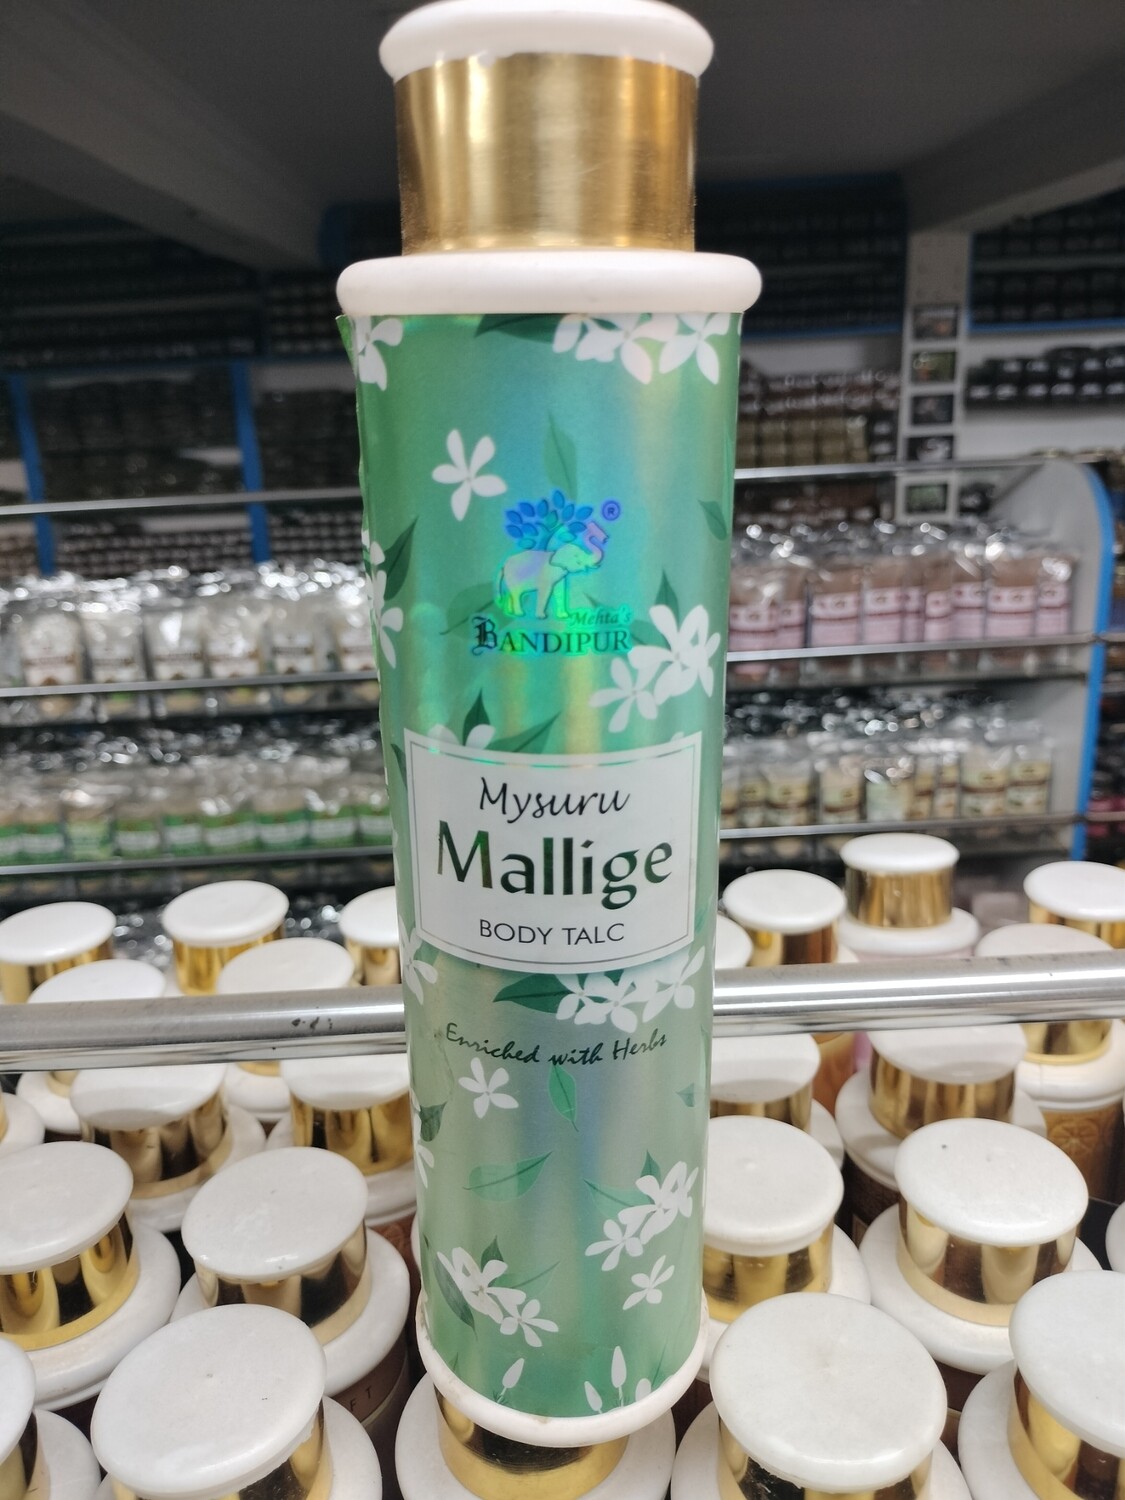 ®
Mehta's
BANDIPUR
Mysuru
Mallige
BODY TALC
Enriched with Herbs